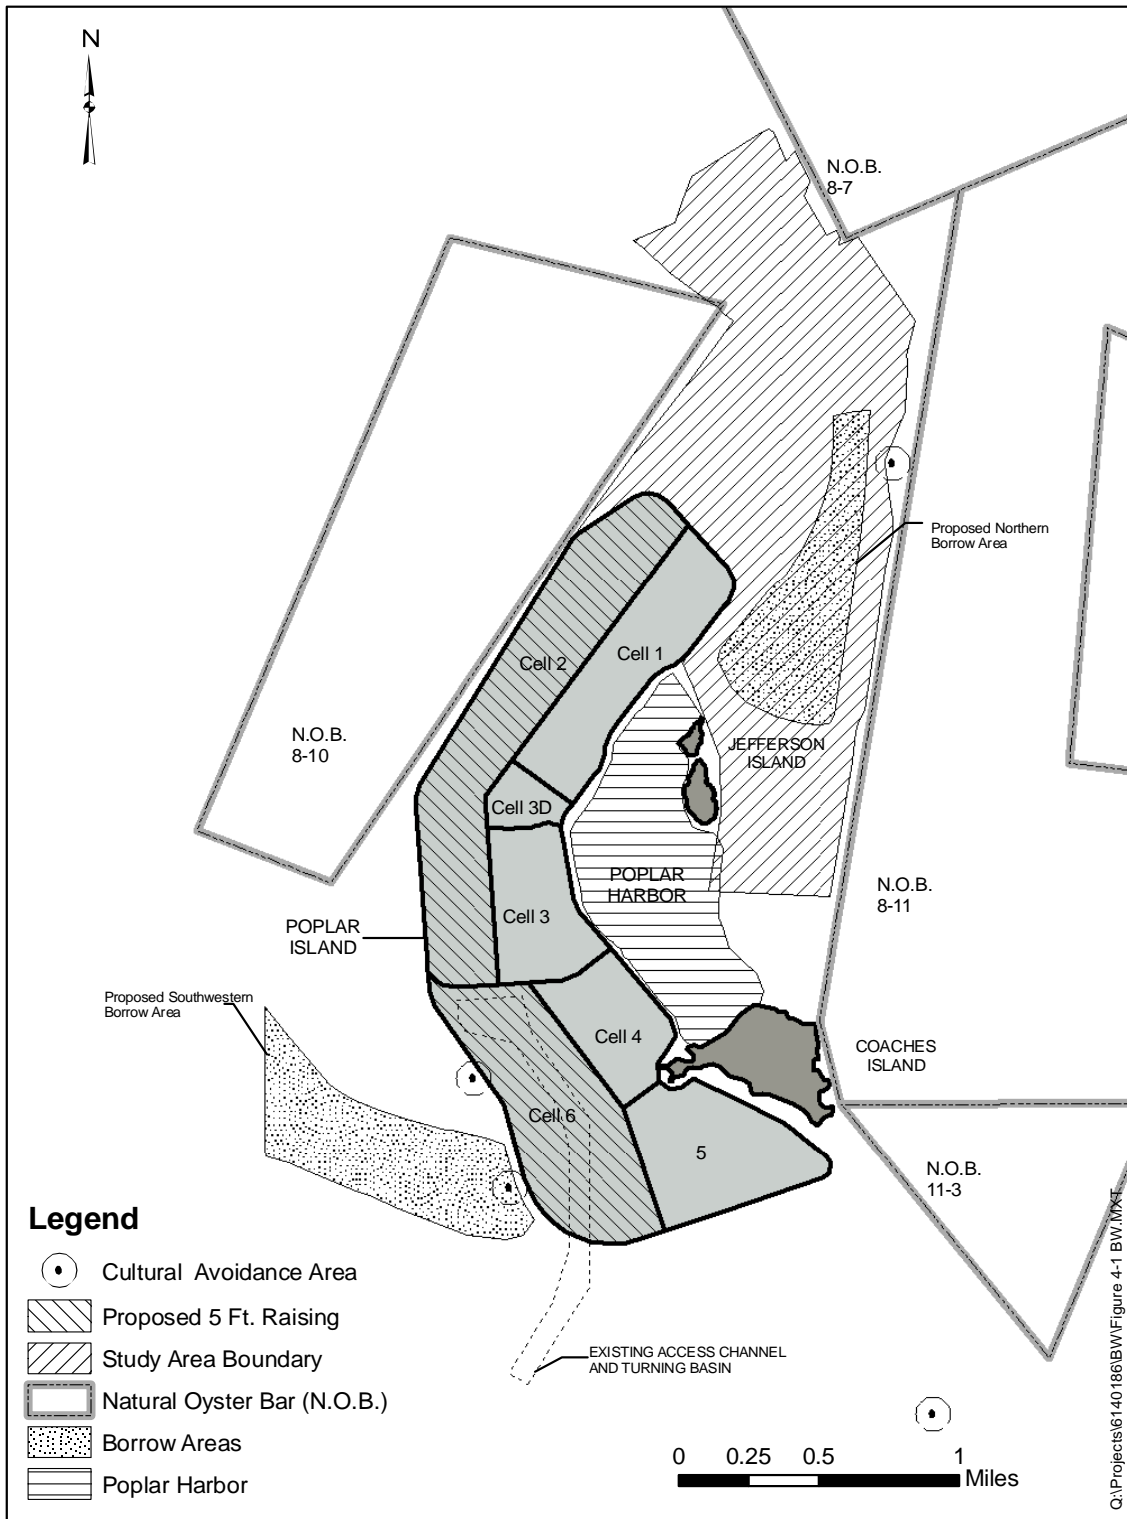 N
N.O.B.
8-7
Proposed Northern
Borrow Area
Cell 2
Cell 1
N.O.B.
8-10
JEFFERSON
ISLAND
Cell 3D
POPLAR
HARBOR
N.O.B.
8-11
Cell 3
POPLAR
ISLAND
Proposed Southwestern
Borrow Area
Cell 4
COACHES
ISLAND
Cell 6
5
N.O.B.
11-3
Legend
Cultural Avoidance Area
Proposed 5 Ft. Raising
Study Area Boundary
Natural Oyster Bar (N.O.B.)
Borrow Areas
Poplar Harbor
EXISTING ACCESS CHANNEL
AND TURNING BASIN
0 0.25 0.5 1
Miles
Q:\Projects\6140186\BW\Figure 4-1 BW.MXT